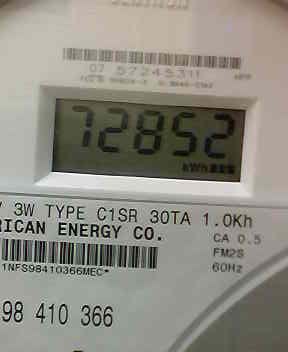 07 57245311
72852
kWh
V 3W TYPE C1SR 30TA 1.0Kh
RICAN ENERGY CO.
CA 0.5
FM2S
60Hz
1NFS98410366MEC*
98 410 366